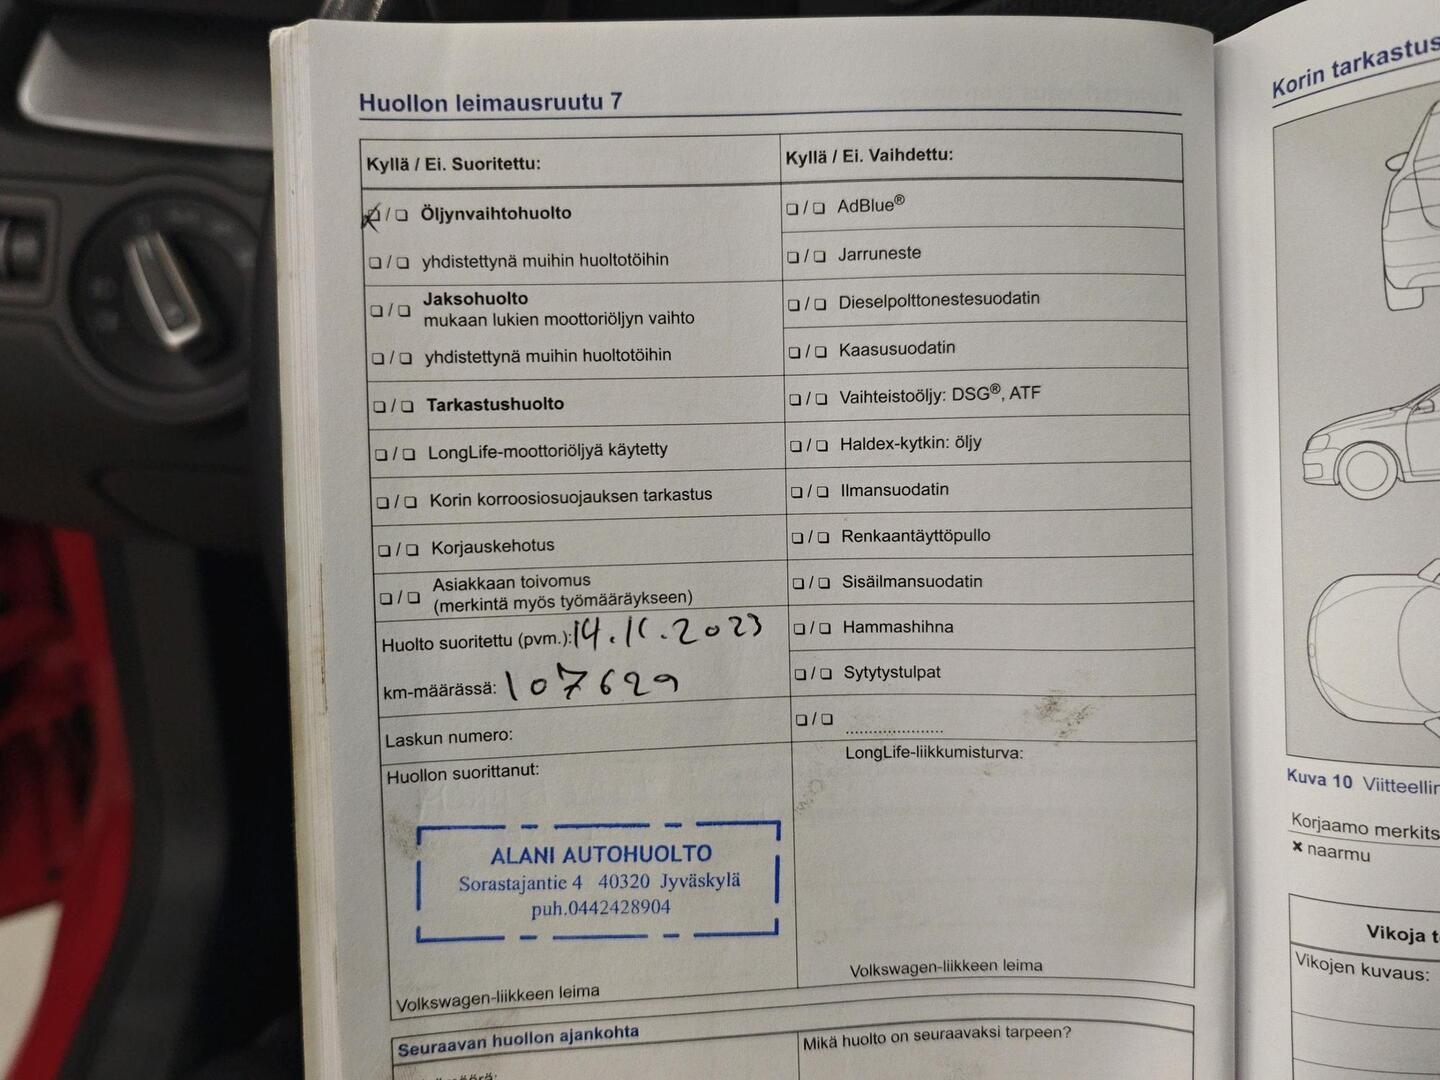 Huollon leimausruutu 7
Kyllä / Ei. Suoritettu:
Öljynvaihtohuolto
yhdistettynä muihin huoltotöihin
Jaksohuolto
mukaan lukien moottoriöljyn vaihto
yhdistettynä muihin huoltotöihin
Tarkastushuolto
LongLife-moottoriöljyä käytetty
Korin korroosiosuojauksen tarkastus
Korjauskehotus
Asiakkaan toivomus
(merkintä myös työmääräykseen)
Huolto suoritettu (pvm.): 14.11.2023
km-määrässä: 107629
Laskun numero:
Huollon suorittanut:
ALANI AUTOHUOLTO
Sorastajantie 4 40320 Jyväskylä
puh.0442428904
Volkswagen-liikkeen leima
Kyllä / Ei. Vaihdettu:
AdBlue®
Jarruneste
Dieselpolttonestesuodatin
Kaasusuodatin
Vaihteistoöljy: DSG®, ATF
Haldex-kytkin: öljy
Ilmansuodatin
Renkaantäyttöpullo
Sisäilmansuodatin
Hammashihna
Sytytystulpat
LongLife-liikkumisturva:
Volkswagen-liikkeen leima
Seuraavan huollon ajankohta
Mikä huolto on seuraavaksi tarpeen?
Korin tarkastus
Kuva 10 Viitteellin
Korjaamo merkits
× naarmu
Vikoja t
Vikojen kuvaus: